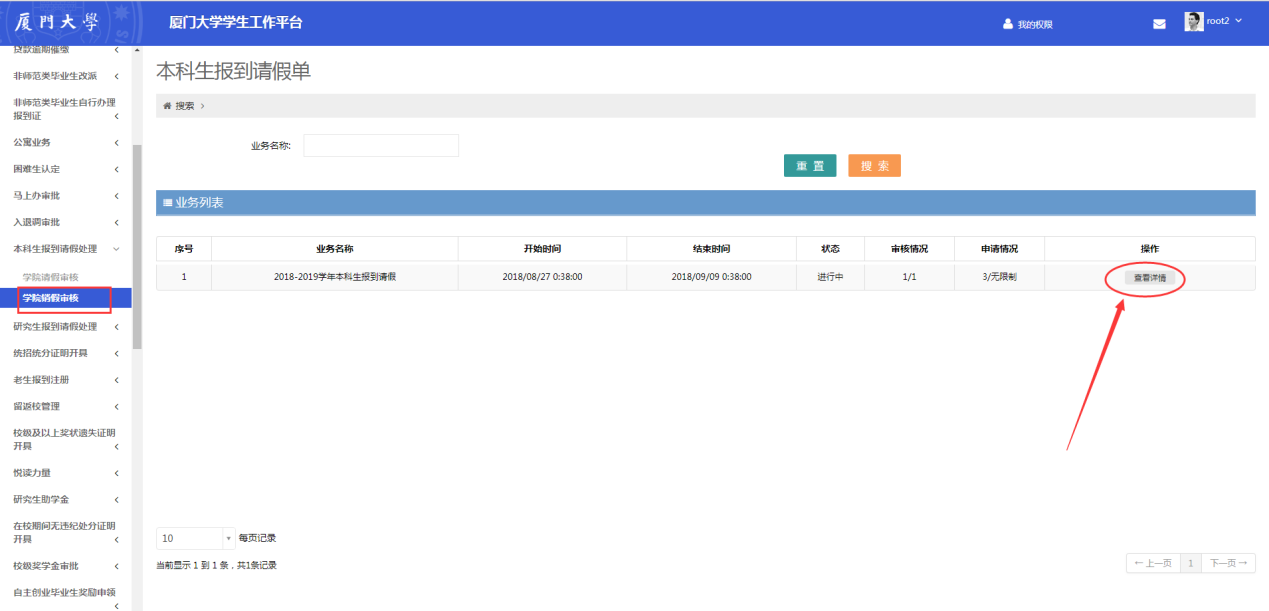 厦門大學
厦门大学学生工作平台
我的权限
root2
贷款逾期催缴
非师范类毕业生改派
非师范类毕业生自行办理
报到证
公寓业务
困难生认定
马上办审批
入退调审批
本科生报到请假处理
学院请假审核
学院销假审核
研究生报到请假处理
统招统分证明开具
老生报到注册
留返校管理
校级及以上奖状遗失证明
开具
悦读力量
研究生助学金
在校期间无违纪处分证明
开具
校级奖学金审批
自主创业毕业生奖励申领
本科生报到请假单
搜索 >
业务名称:
重 置
搜 索
业务列表
序号 业务名称 开始时间 结束时间 状态 审核情况 申请情况 操作
1 2018-2019学年本科生报到请假 2018/08/27 0:38:00 2018/09/09 0:38:00 进行中 1/1 3/无限制 查看详情
10 每页记录
当前显示 1 到 1 条，共1条记录
←上一页 1 下一页→